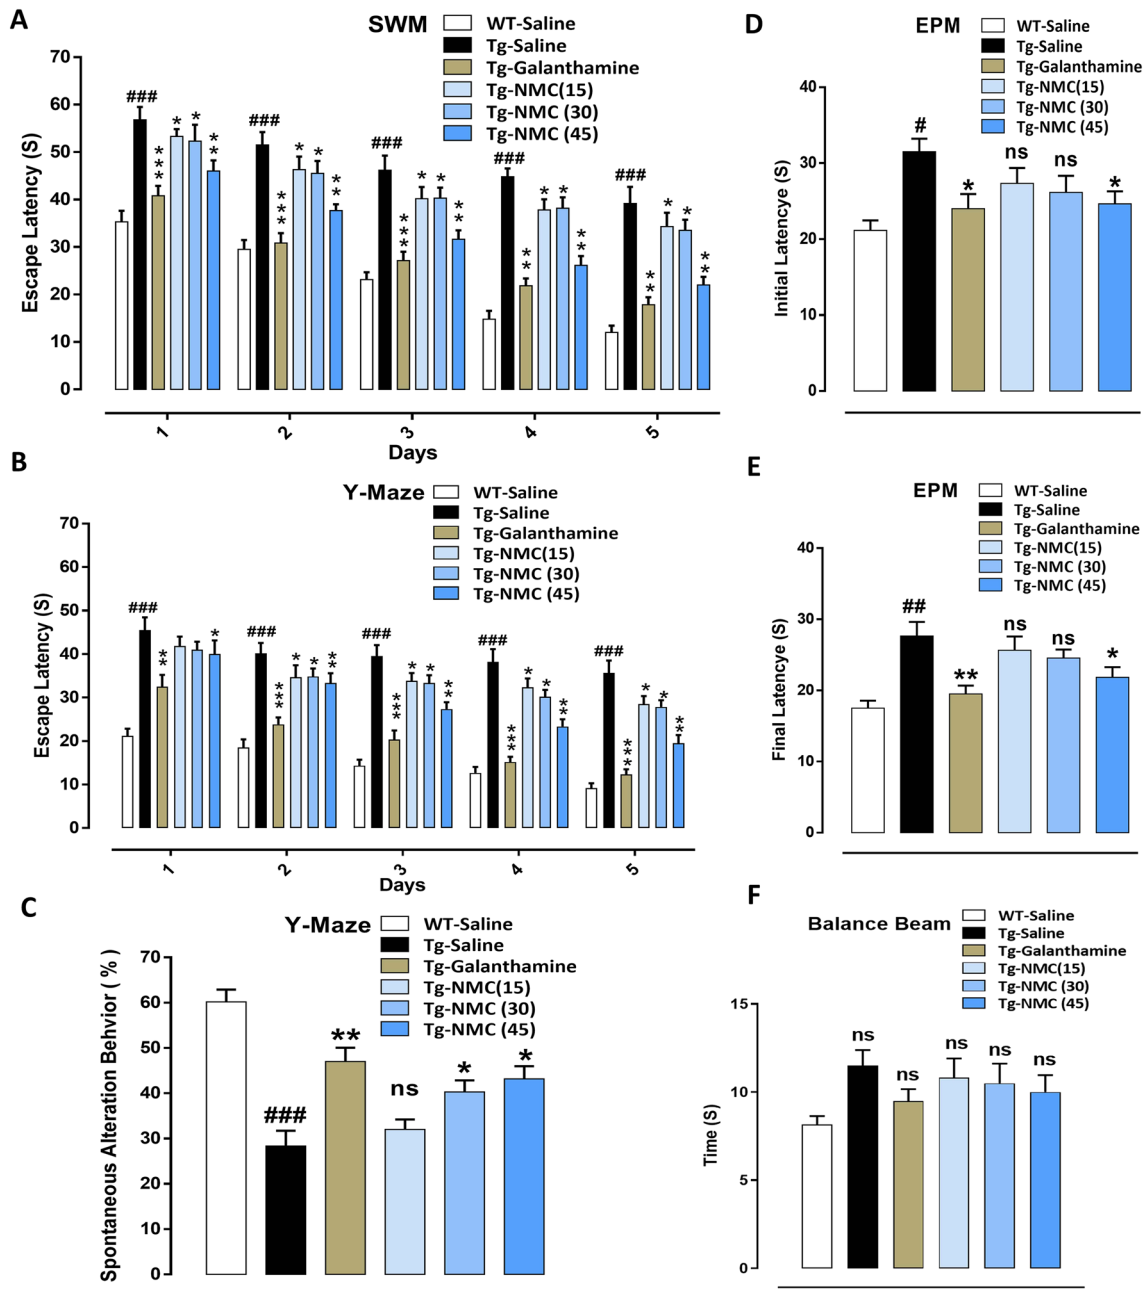 A
SWM
WT-Saline
Tg-Saline
Tg-Galanthamine
Tg-NMC(15)
Tg-NMC (30)
Tg-NMC (45)
Escape Latency (S)
70
60
50
40
30
20
10
0
###
***
*
*
**
###
***
*
*
**
###
***
*
*
**
###
**
*
*
**
###
**
*
*
**
1
2
3
4
5
Days
B
Y-Maze
WT-Saline
Tg-Saline
Tg-Galanthamine
Tg-NMC(15)
Tg-NMC (30)
Tg-NMC (45)
Escape Latency (S)
70
60
50
40
30
20
10
0
###
**
*
###
***
*
*
**
###
***
*
*
**
###
***
*
*
**
###
***
*
*
**
1
2
3
4
5
Days
C
Y-Maze
WT-Saline
Tg-Saline
Tg-Galanthamine
Tg-NMC(15)
Tg-NMC (30)
Tg-NMC (45)
Spontaneous Alteration Behvior ( % )
70
60
50
40
30
20
10
0
###
**
ns
*
*
D
EPM
WT-Saline
Tg-Saline
Tg-Galanthamine
Tg-NMC(15)
Tg-NMC (30)
Tg-NMC (45)
Initial Latencye (S)
40
30
20
10
0
#
*
ns
ns
*
E
EPM
WT-Saline
Tg-Saline
Tg-Galanthamine
Tg-NMC(15)
Tg-NMC (30)
Tg-NMC (45)
Final Latencye (S)
40
30
20
10
0
##
**
ns
ns
*
F
Balance Beam
WT-Saline
Tg-Saline
Tg-Galanthamine
Tg-NMC(15)
Tg-NMC (30)
Tg-NMC (45)
Time (S)
15
10
5
0
ns
ns
ns
ns
ns